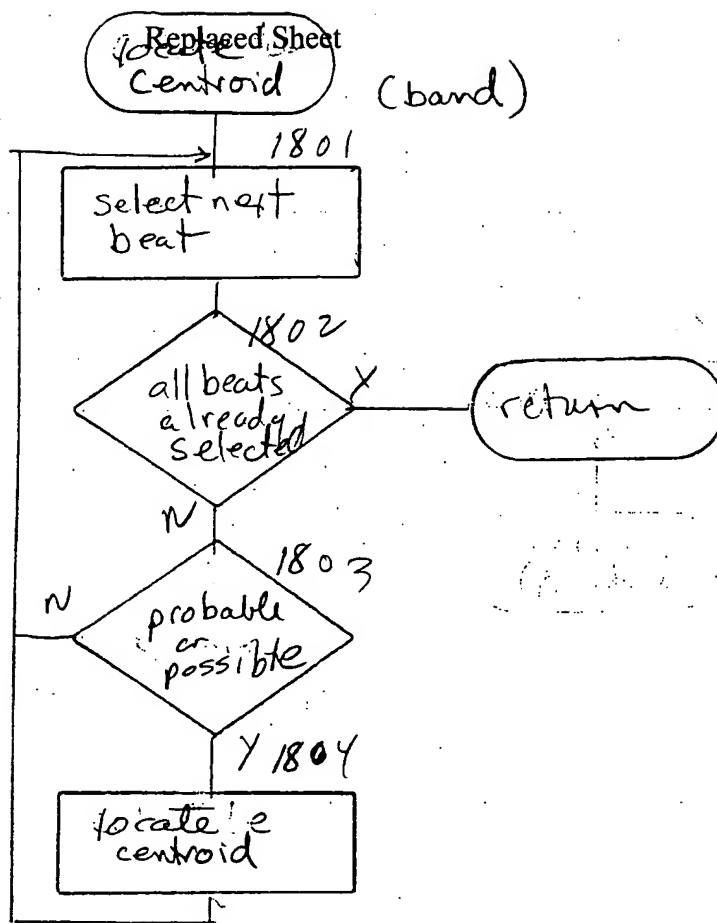 Replaced Sheet
locate
centroid
(band)
1801
select next
beat
1802
all beats
already
selected
Y
return
N
1803
N
probable
or
possible
Y 1804
locate
centroid